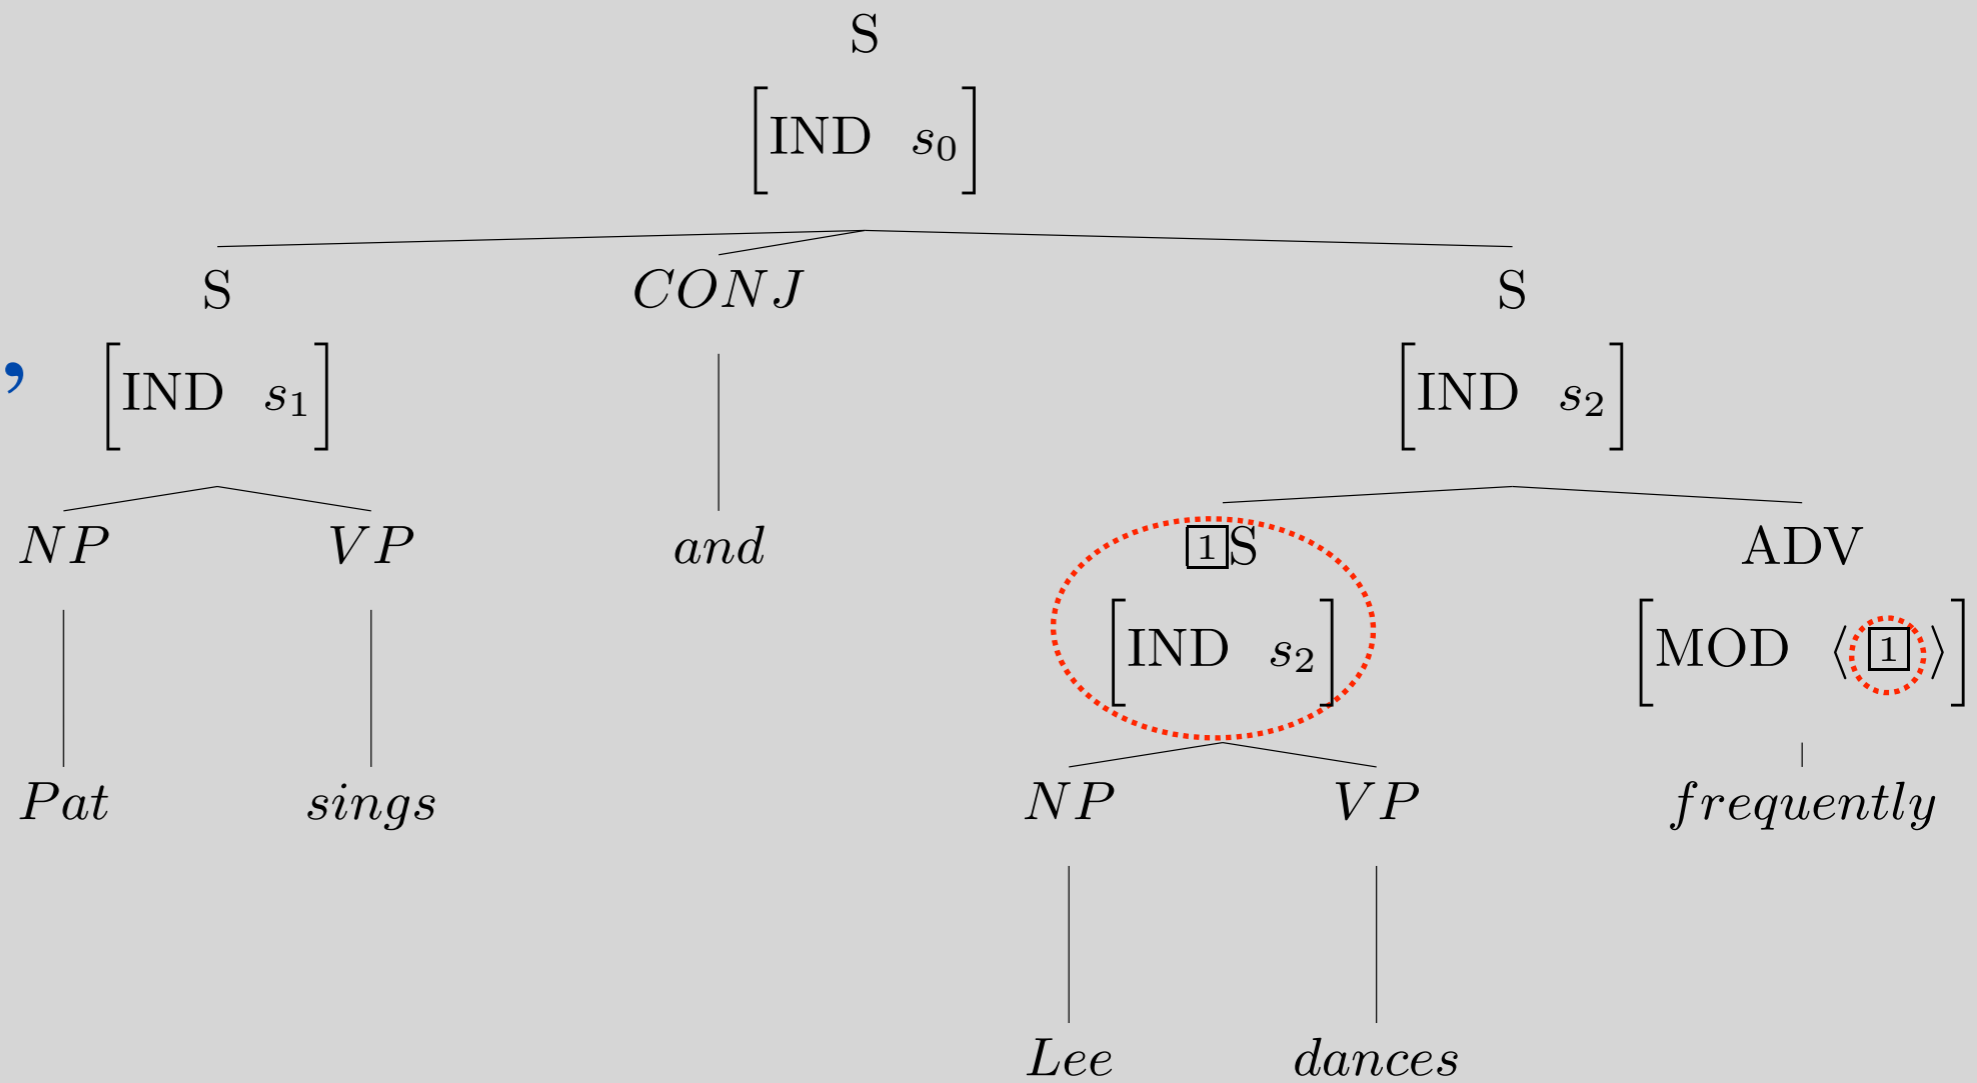 S
[IND s₀]
S CONJ S
’ [IND s₁] [IND s₂]
NP VP and 1S ADV
[IND s₂] [MOD ⟨ 1 ⟩]
Pat sings NP VP frequently
Lee dances